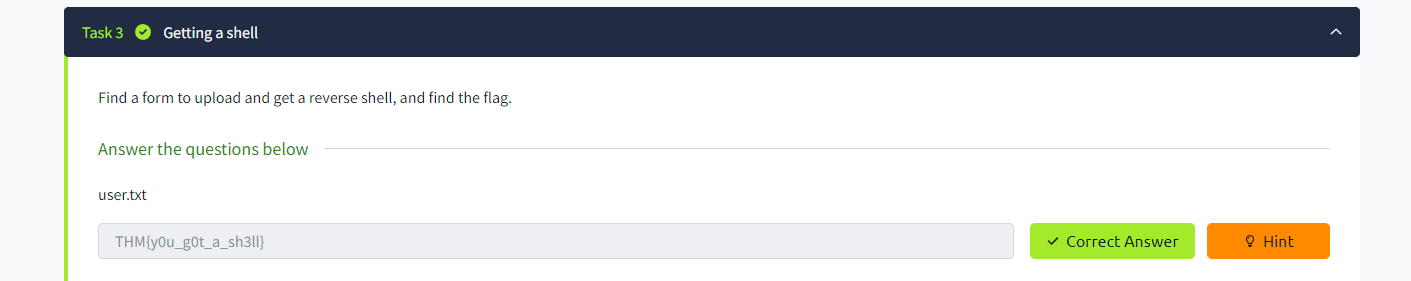 Task 3 Getting a shell
Find a form to upload and get a reverse shell, and find the flag.
Answer the questions below
user.txt
THM{y0u_g0t_a_sh3ll} Correct Answer Hint